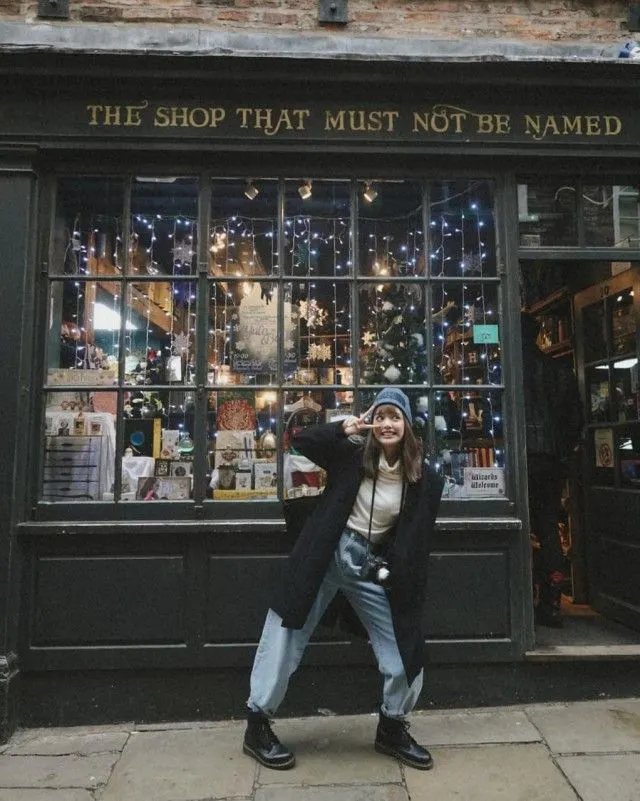 THE SHOP THAT MUST NOT BE NAMED
Wizards
Welcome